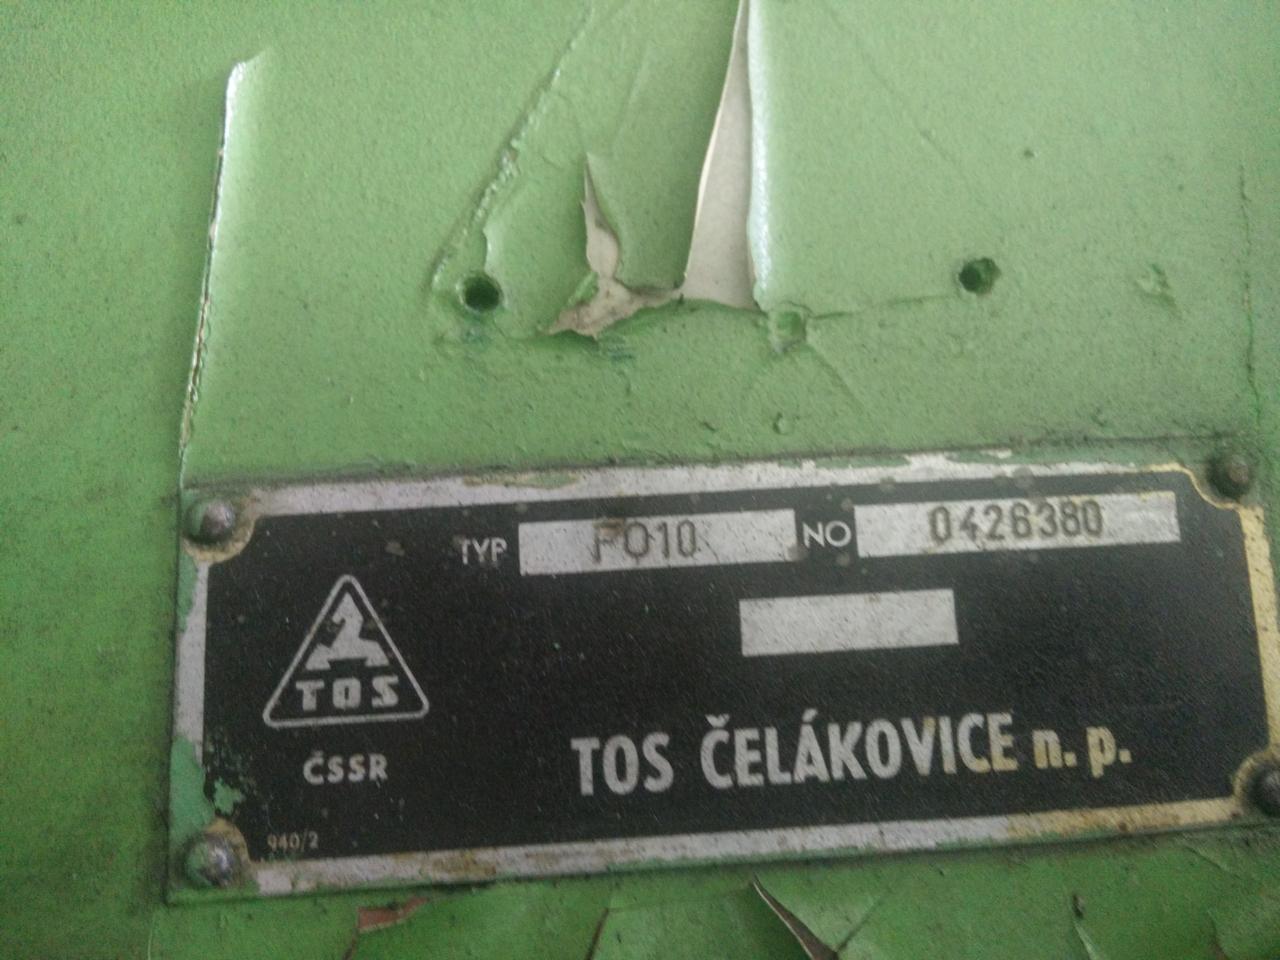 TYP FO10 NO 0426380
TOS
ČSSR
TOS ČELÁKOVICE n. p.
940/2